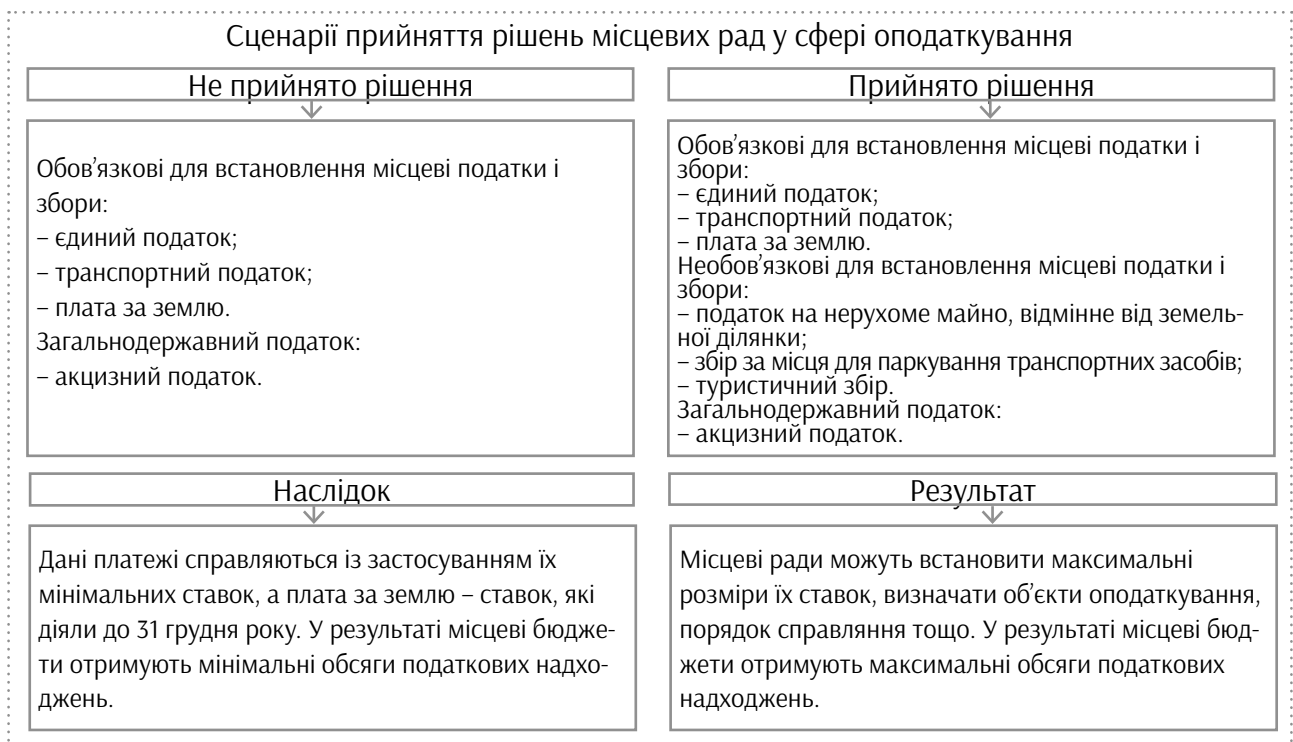 Сценарії прийняття рішень місцевих рад у сфері оподаткування
Не прийнято рішення
Обов’язкові для встановлення місцеві податки і
збори:
– єдиний податок;
– транспортний податок;
– плата за землю.
Загальнодержавний податок:
– акцизний податок.
Наслідок
Дані платежі справляються із застосуванням їх
мінімальних ставок, а плата за землю – ставок, які
діяли до 31 грудня року. У результаті місцеві бюдже-
ти отримують мінімальні обсяги податкових надхо-
джень.
Прийнято рішення
Обов’язкові для встановлення місцеві податки і
збори:
– єдиний податок;
– транспортний податок;
– плата за землю.
Необов’язкові для встановлення місцеві податки і
збори:
– податок на нерухоме майно, відмінне від земель-
ної ділянки;
– збір за місця для паркування транспортних засобів;
– туристичний збір.
Загальнодержавний податок:
– акцизний податок.
Результат
Місцеві ради можуть встановити максимальні
розміри їх ставок, визначати об’єкти оподаткування,
порядок справляння тощо. У результаті місцеві бюд-
жети отримують максимальні обсяги податкових
надходжень.